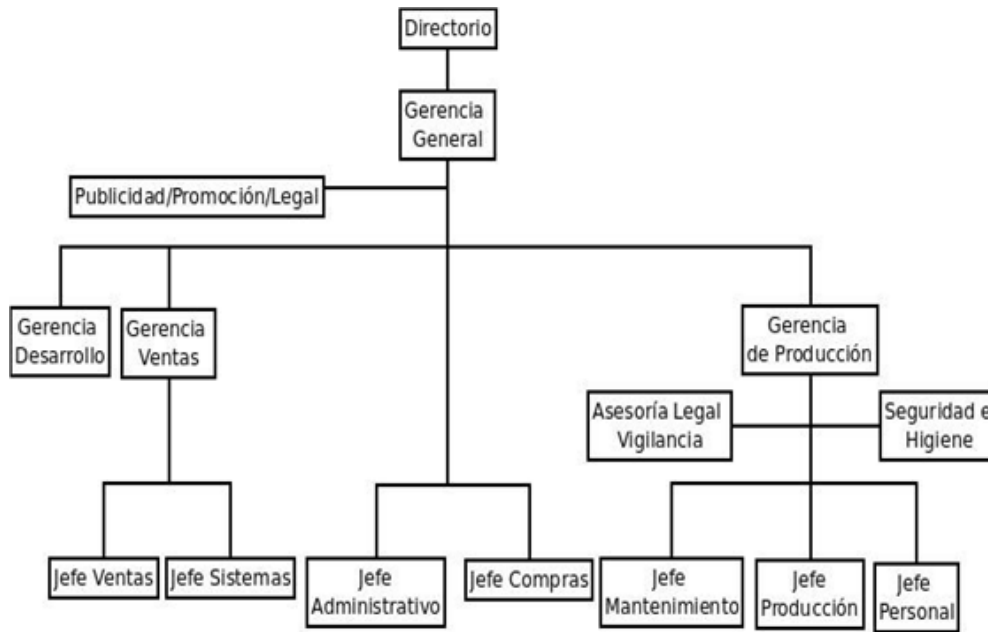 Directorio
Gerencia
General
Publicidad/Promoción/Legal
Gerencia
Desarrollo
Gerencia
Ventas
Gerencia
de Producción
Asesoría Legal
Vigilancia
Seguridad e
Higiene
Jefe Ventas
Jefe Sistemas
Jefe
Administrativo
Jefe Compras
Jefe
Mantenimiento
Jefe
Producción
Jefe
Personal